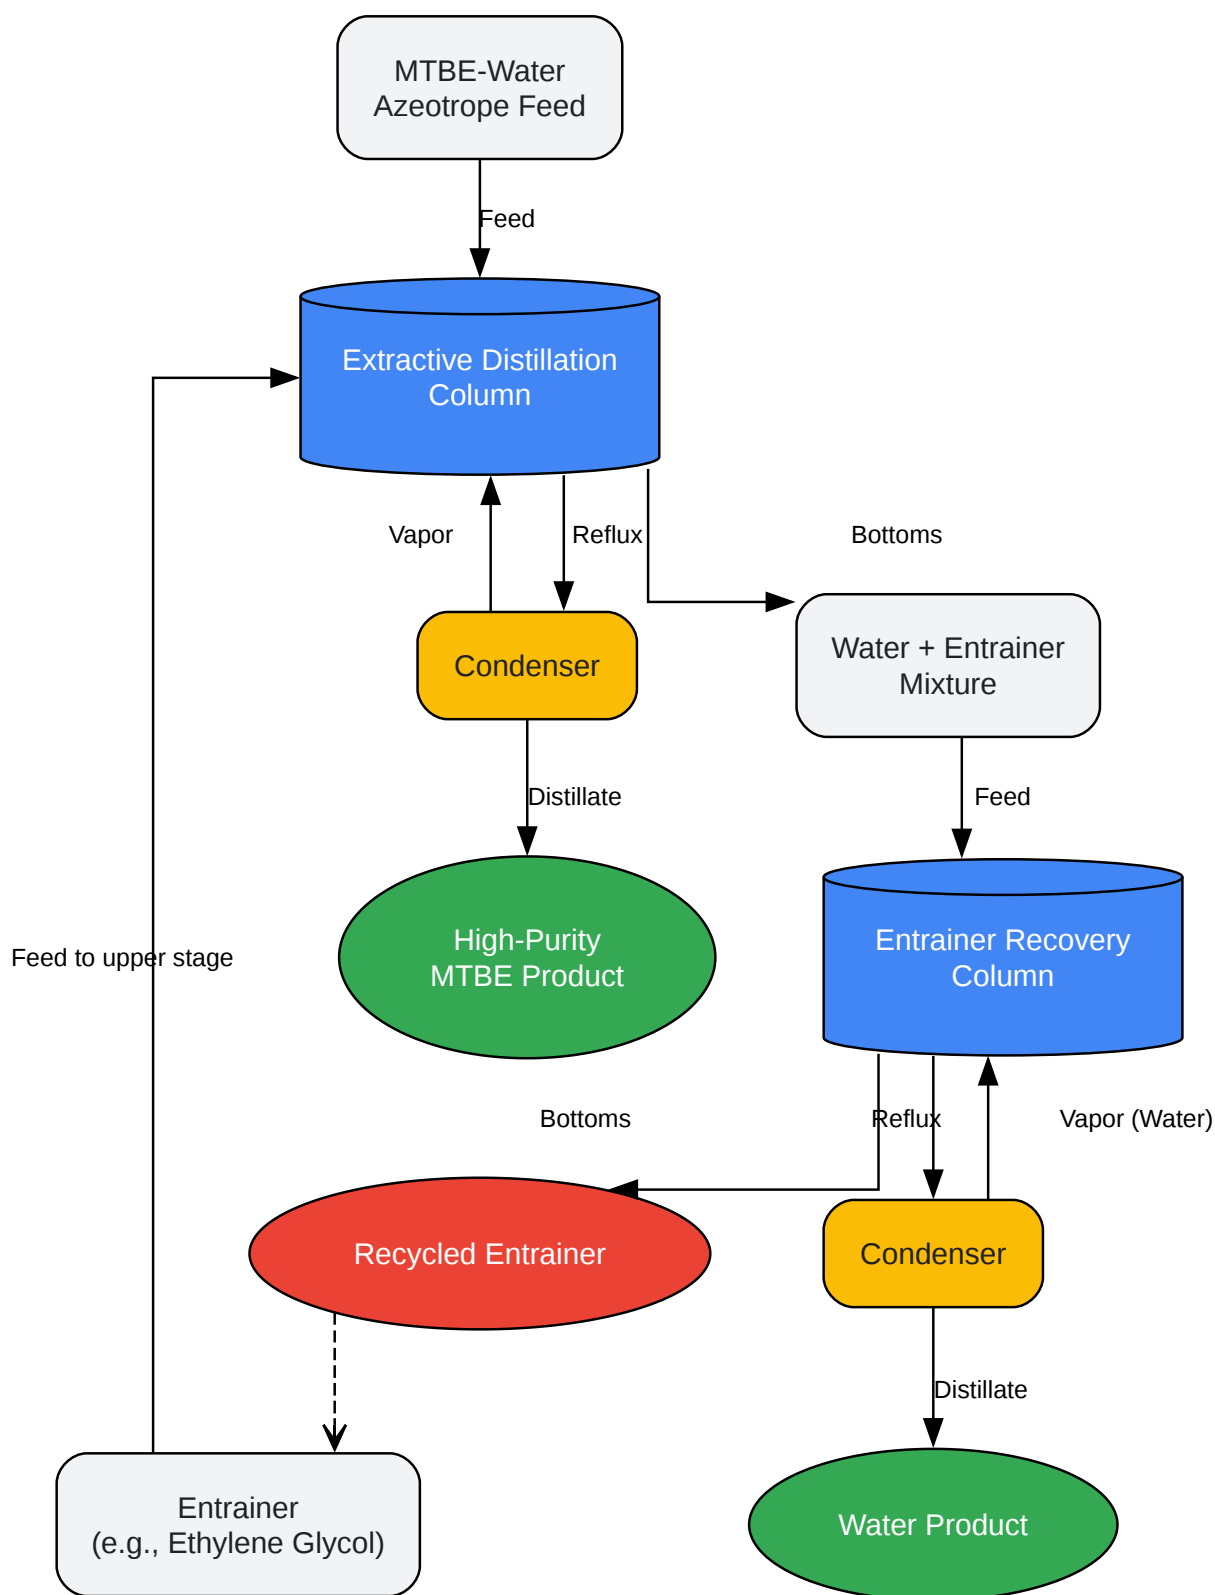 MTBE-Water
Azeotrope Feed
Feed
Extractive Distillation
Column
Vapor
Reflux
Bottoms
Condenser
Water + Entrainer
Mixture
Distillate
Feed
High-Purity
MTBE Product
Entrainer Recovery
Column
Feed to upper stage
Bottoms
Reflux
Vapor (Water)
Recycled Entrainer
Condenser
Distillate
Entrainer
(e.g., Ethylene Glycol)
Water Product